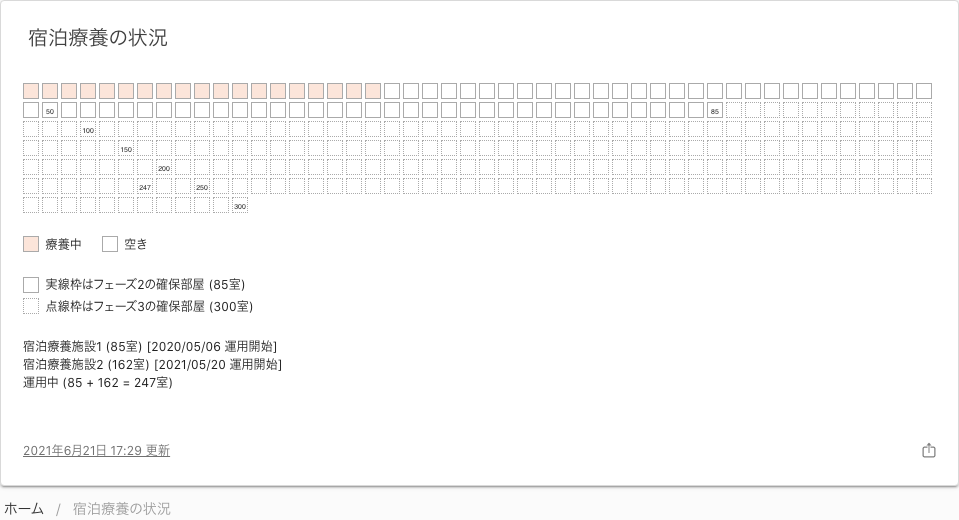 宿泊療養の状況
50
85
100
150
200
247 250
300
療養中 空き
実線枠はフェーズ2の確保部屋 (85室)
点線枠はフェーズ3の確保部屋 (300室)
宿泊療養施設1 (85室) [2020/05/06 運用開始]
宿泊療養施設2 (162室) [2021/05/20 運用開始]
運用中 (85 + 162 = 247室)
2021年6月21日 17:29 更新
ホーム / 宿泊療養の状況